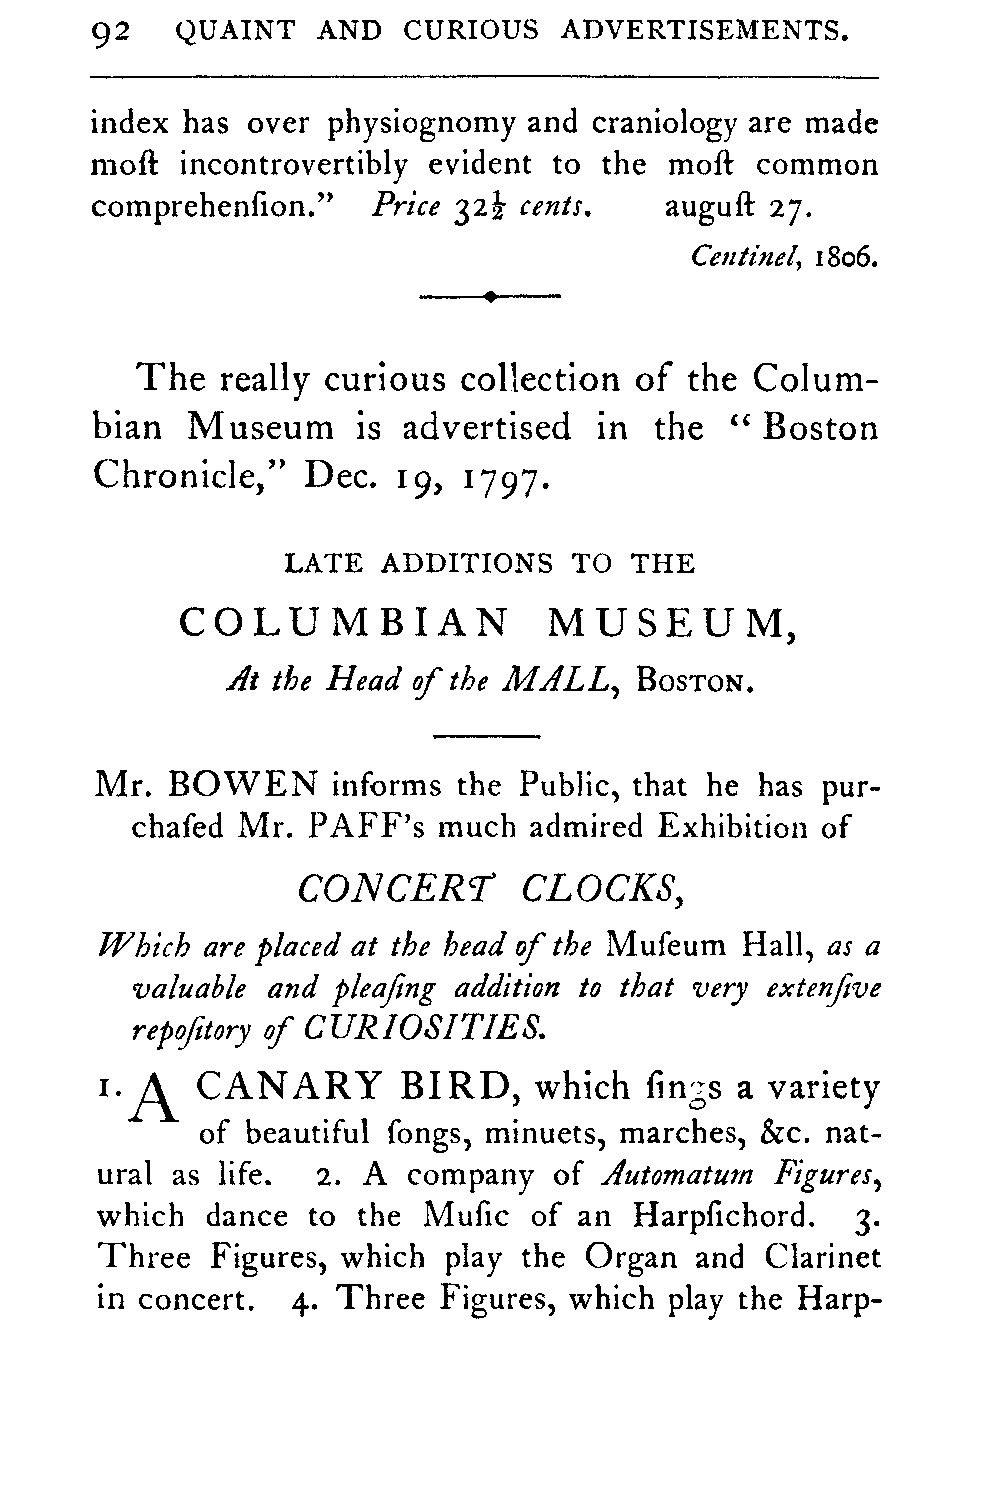 92 QUAINT AND CURIOUS ADVERTISEMENTS.
index has over physiognomy and craniology are made
moſt incontrovertibly evident to the moſt common
comprehenſion.” Price 32½ cents. auguſt 27.
Centinel, 1806.
The really curious collection of the Colum-
bian Museum is advertised in the “Boston
Chronicle,” Dec. 19, 1797.
LATE ADDITIONS TO THE
COLUMBIAN MUSEUM,
At the Head of the MALL, BOSTON.
Mr. BOWEN informs the Public, that he has pur-
chaſed Mr. PAFF’s much admired Exhibition of
CONCERT CLOCKS,
Which are placed at the head of the Muſeum Hall, as a
valuable and pleaſing addition to that very extenſive
repoſitory of CURIOSITIES.
1. A CANARY BIRD, which ſings a variety
of beautiful ſongs, minuets, marches, &c. nat-
ural as life. 2. A company of Automatum Figures,
which dance to the Muſic of an Harpſichord. 3.
Three Figures, which play the Organ and Clarinet
in concert. 4. Three Figures, which play the Harp-